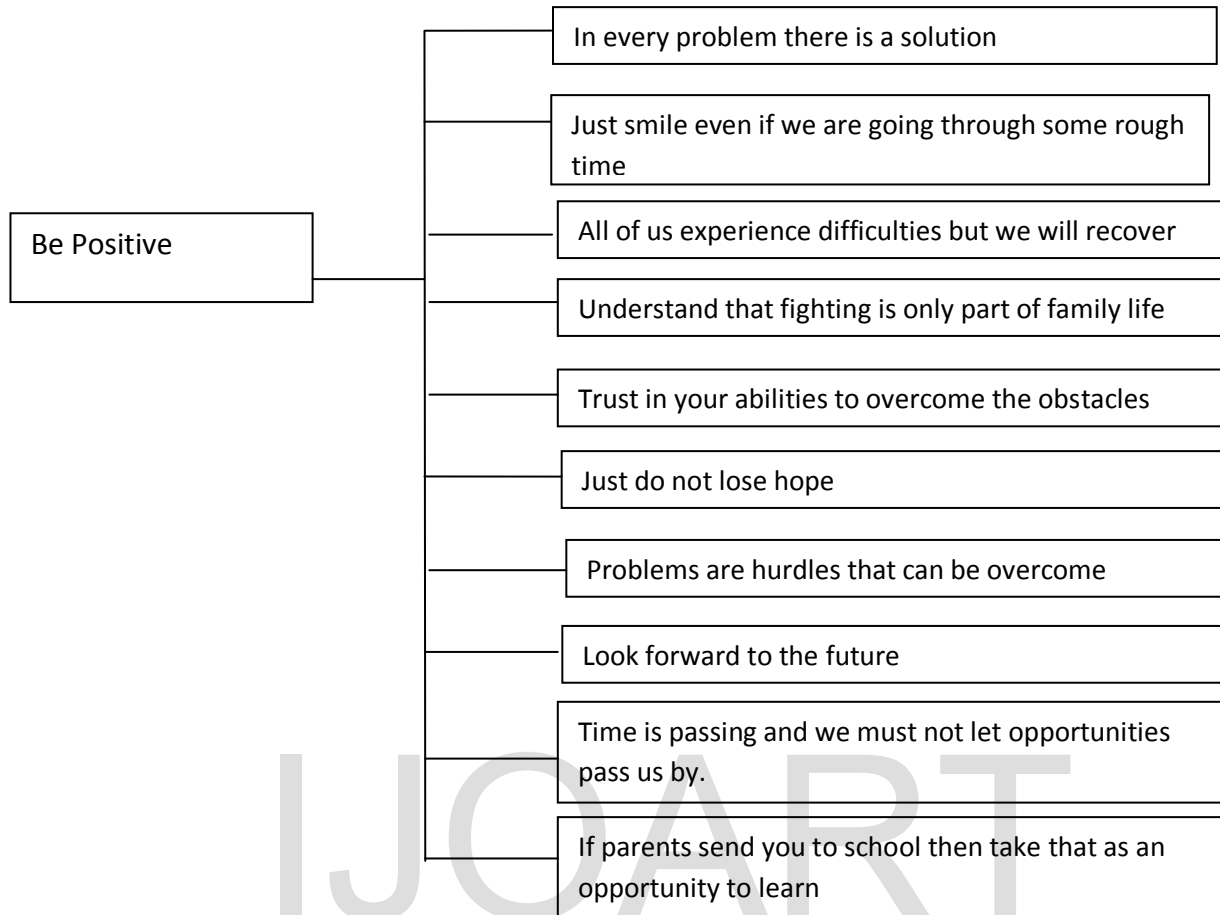 In every problem there is a solution
Just smile even if we are going through some rough
time
Be Positive
All of us experience difficulties but we will recover
Understand that fighting is only part of family life
Trust in your abilities to overcome the obstacles
Just do not lose hope
Problems are hurdles that can be overcome
Look forward to the future
Time is passing and we must not let opportunities
pass us by.
If parents send you to school then take that as an
opportunity to learn
IJOART